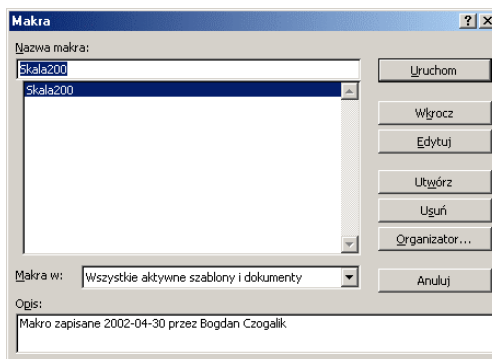 Makra
Nazwa makra:
Skala200
Uruchom
Skala200
Wkrocz
Edytuj
Utwórz
Usuń
Organizator...
Makra w:
Wszystkie aktywne szablony i dokumenty
Anuluj
Opis:
Makro zapisane 2002-04-30 przez Bogdan Czogalik